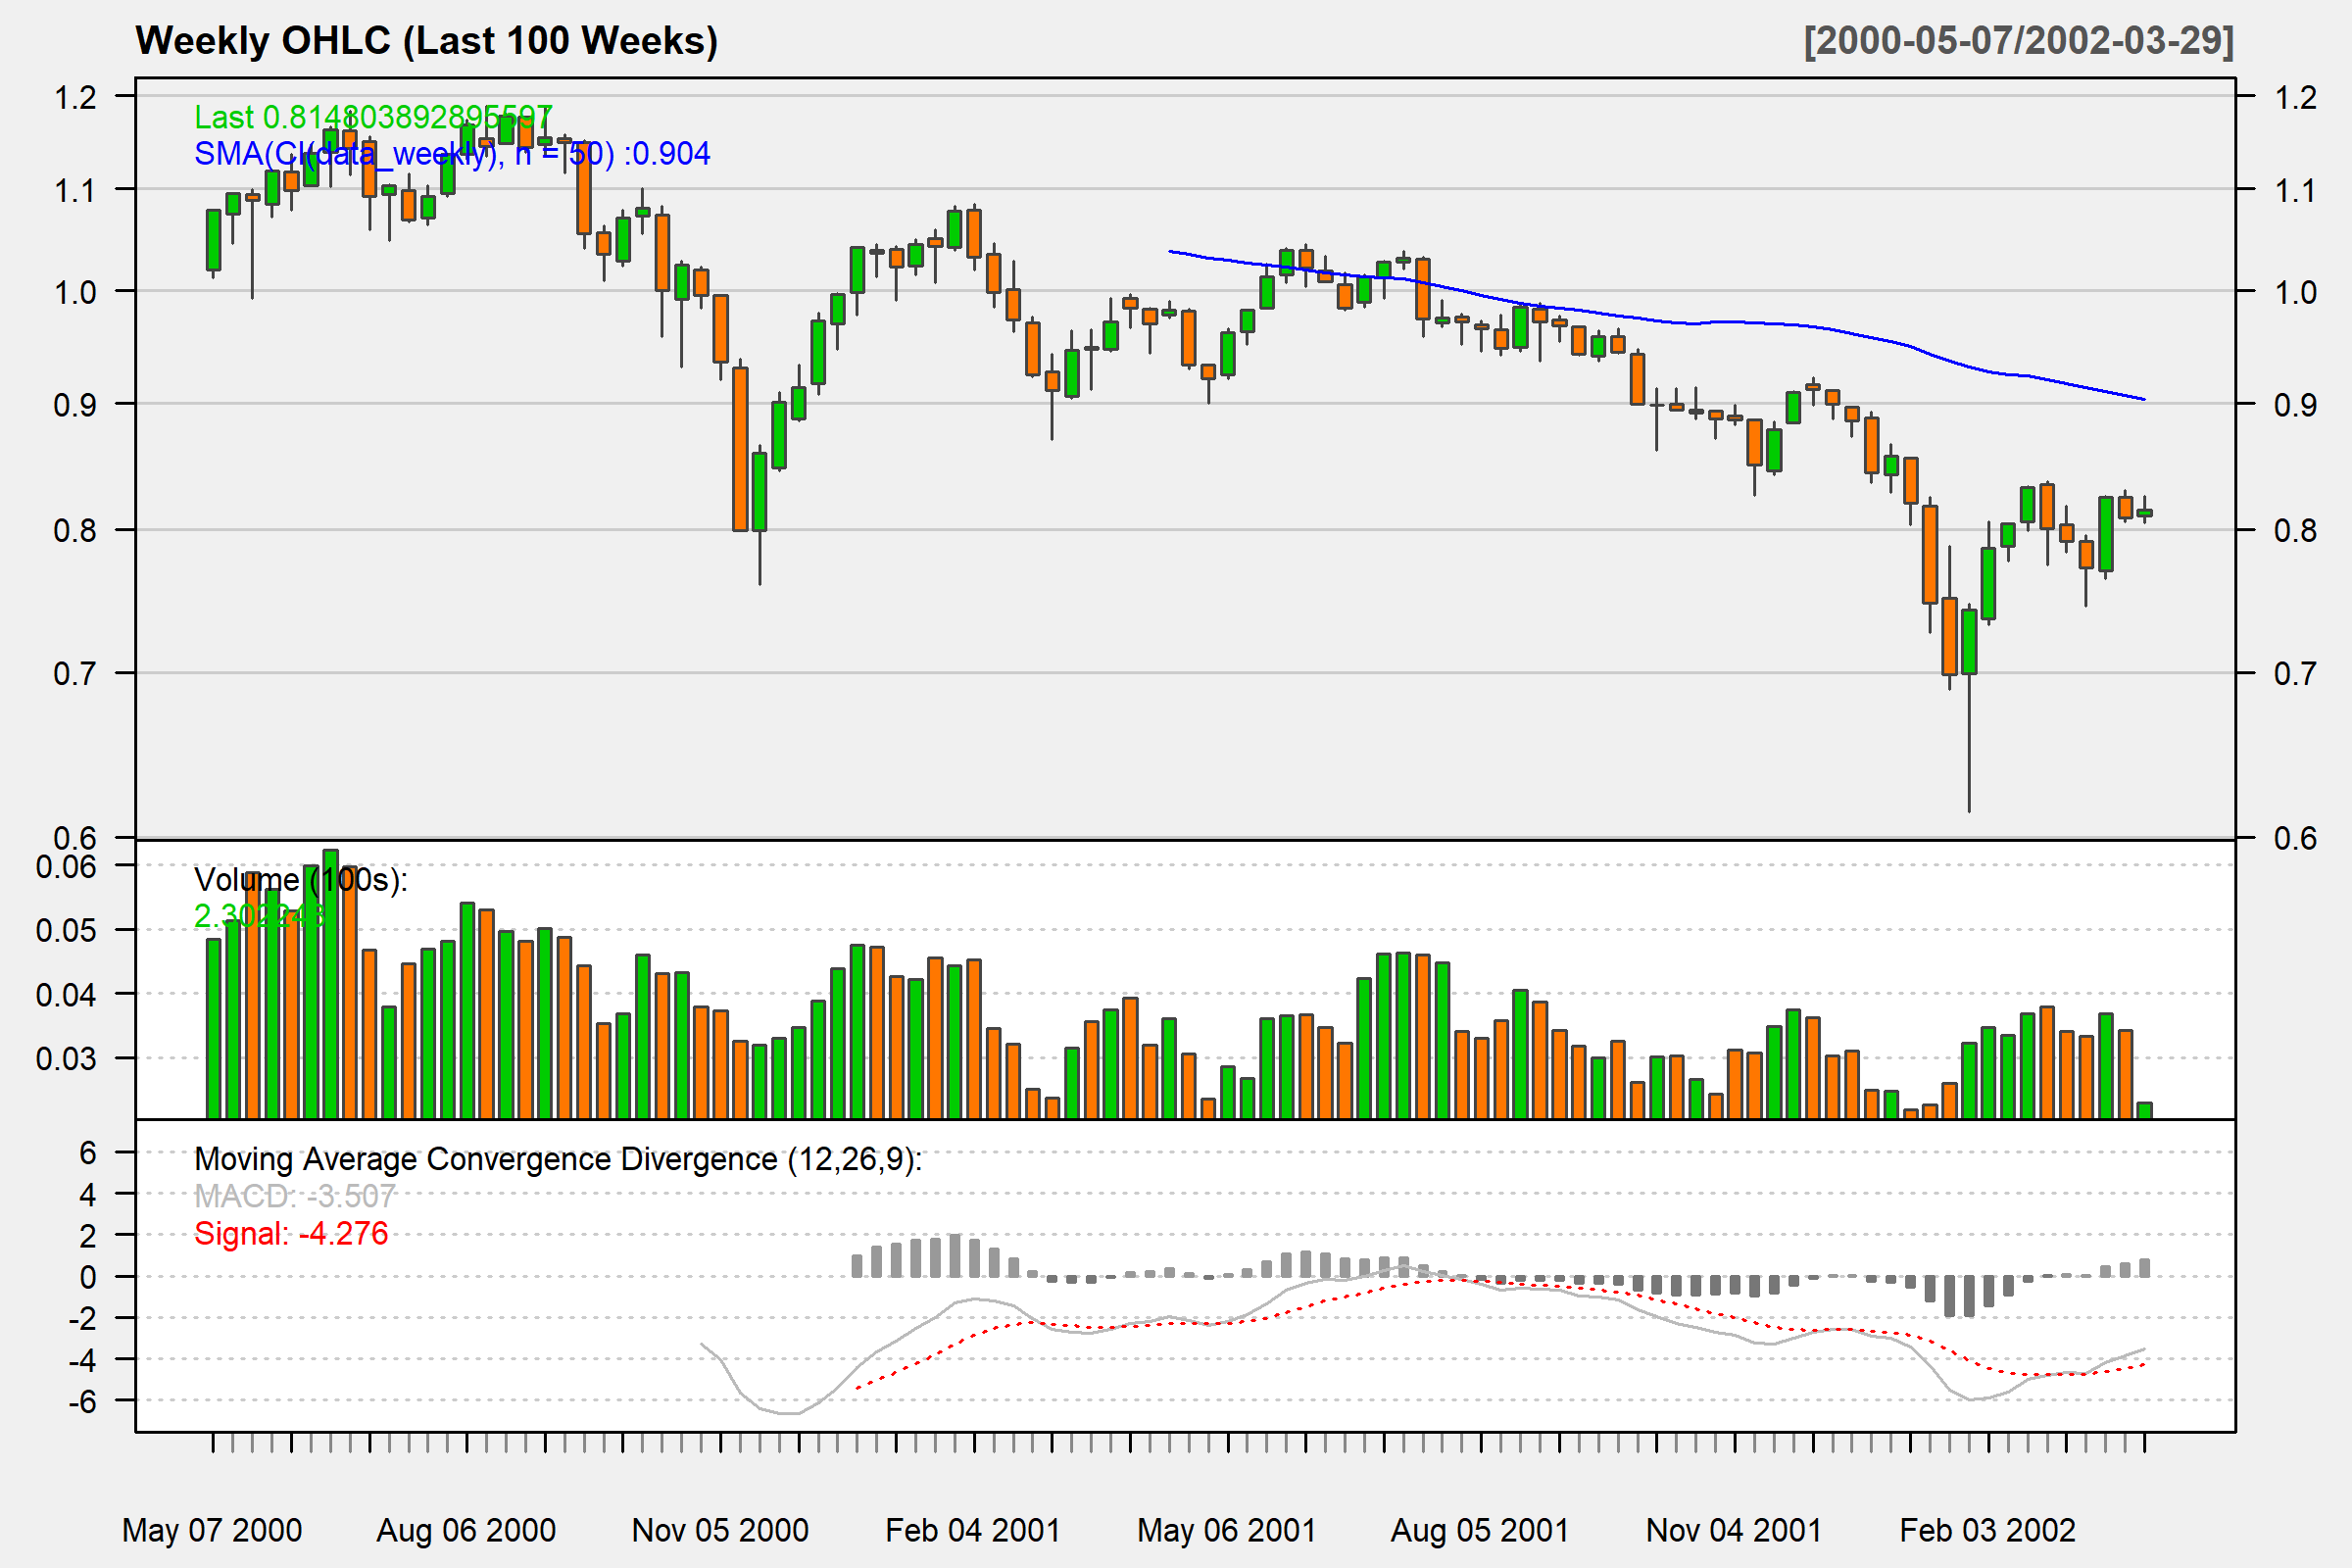 Weekly OHLC (Last 100 Weeks) [2000-05-07/2002-03-29]
Last 0.814803892895597
SMA(Cl(data_weekly), n = 50) :0.904
1.2 1.2
1.1 1.1
1.0 1.0
0.9 0.9
0.8 0.8
0.7 0.7
0.6 0.6
Volume (100s):
0.06
0.05
0.04
0.03
Moving Average Convergence Divergence (12,26,9):
MACD: -3.507
Signal: -4.276
6
4
2
0
-2
-4
-6
May 07 2000 Aug 06 2000 Nov 05 2000 Feb 04 2001 May 06 2001 Aug 05 2001 Nov 04 2001 Feb 03 2002